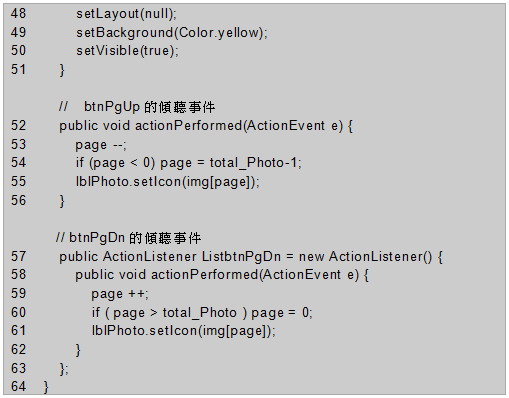 48 setLayout(null);
49 setBackground(Color.yellow);
50 setVisible(true);
51 }
// btnPgUp 的傾聽事件
52 public void actionPerformed(ActionEvent e) {
53 page --;
54 if (page < 0) page = total_Photo-1;
55 lblPhoto.setIcon(img[page]);
56 }
// btnPgDn 的傾聽事件
57 public ActionListener ListbtnPgDn = new ActionListener() {
58 public void actionPerformed(ActionEvent e) {
59 page ++;
60 if ( page > total_Photo ) page = 0;
61 lblPhoto.setIcon(img[page]);
62 }
63 };
64 }